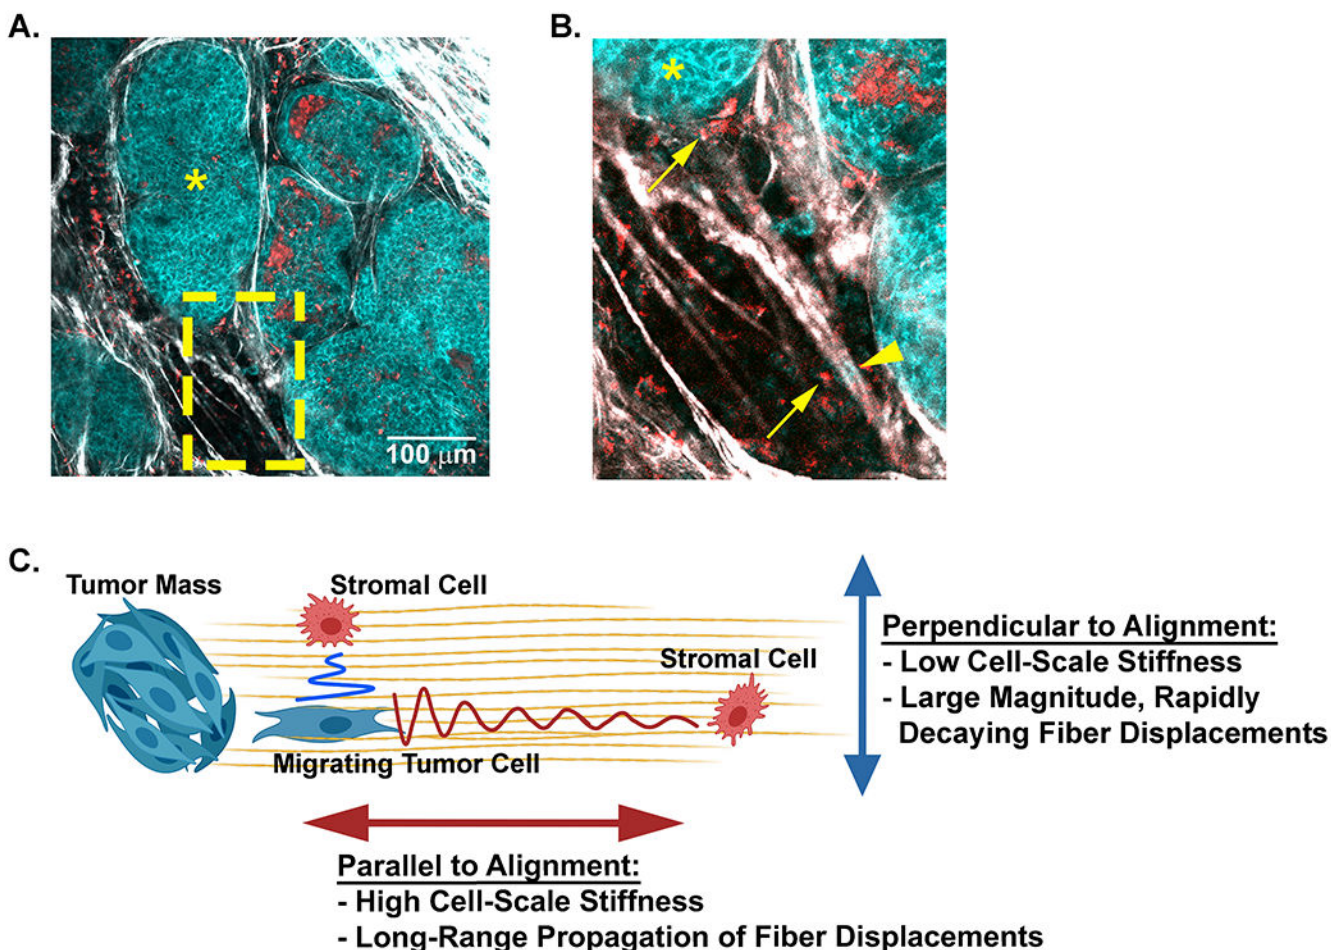 A.
*
100 μm
B.
*
C.
Tumor Mass
Stromal Cell
Stromal Cell
Migrating Tumor Cell
Perpendicular to Alignment:
- Low Cell-Scale Stiffness
- Large Magnitude, Rapidly
Decaying Fiber Displacements
Parallel to Alignment:
- High Cell-Scale Stiffness
- Long-Range Propagation of Fiber Displacements